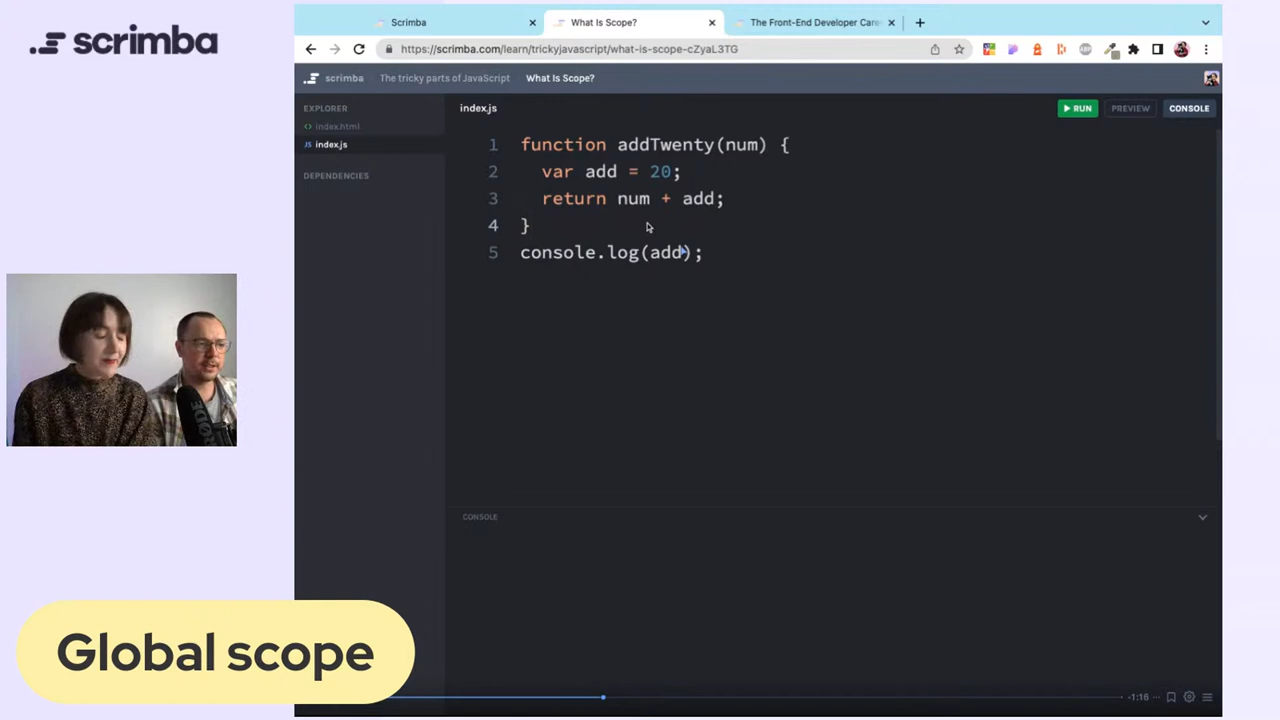 scrimba
Scrimba
What Is Scope?
The Front-End Developer Caree
https://scrimba.com/learn/trickyjavascript/what-is-scope-cZyaL3TG
scrimba
The tricky parts of JavaScript
What Is Scope?
EXPLORER
index.html
JS index.js
DEPENDENCIES
index.js
RUN
PREVIEW
CONSOLE
1 function addTwenty(num) {
2 var add = 20;
3 return num + add;
4 }
5 console.log(add);
CONSOLE
RØDE
Global scope
-1:16